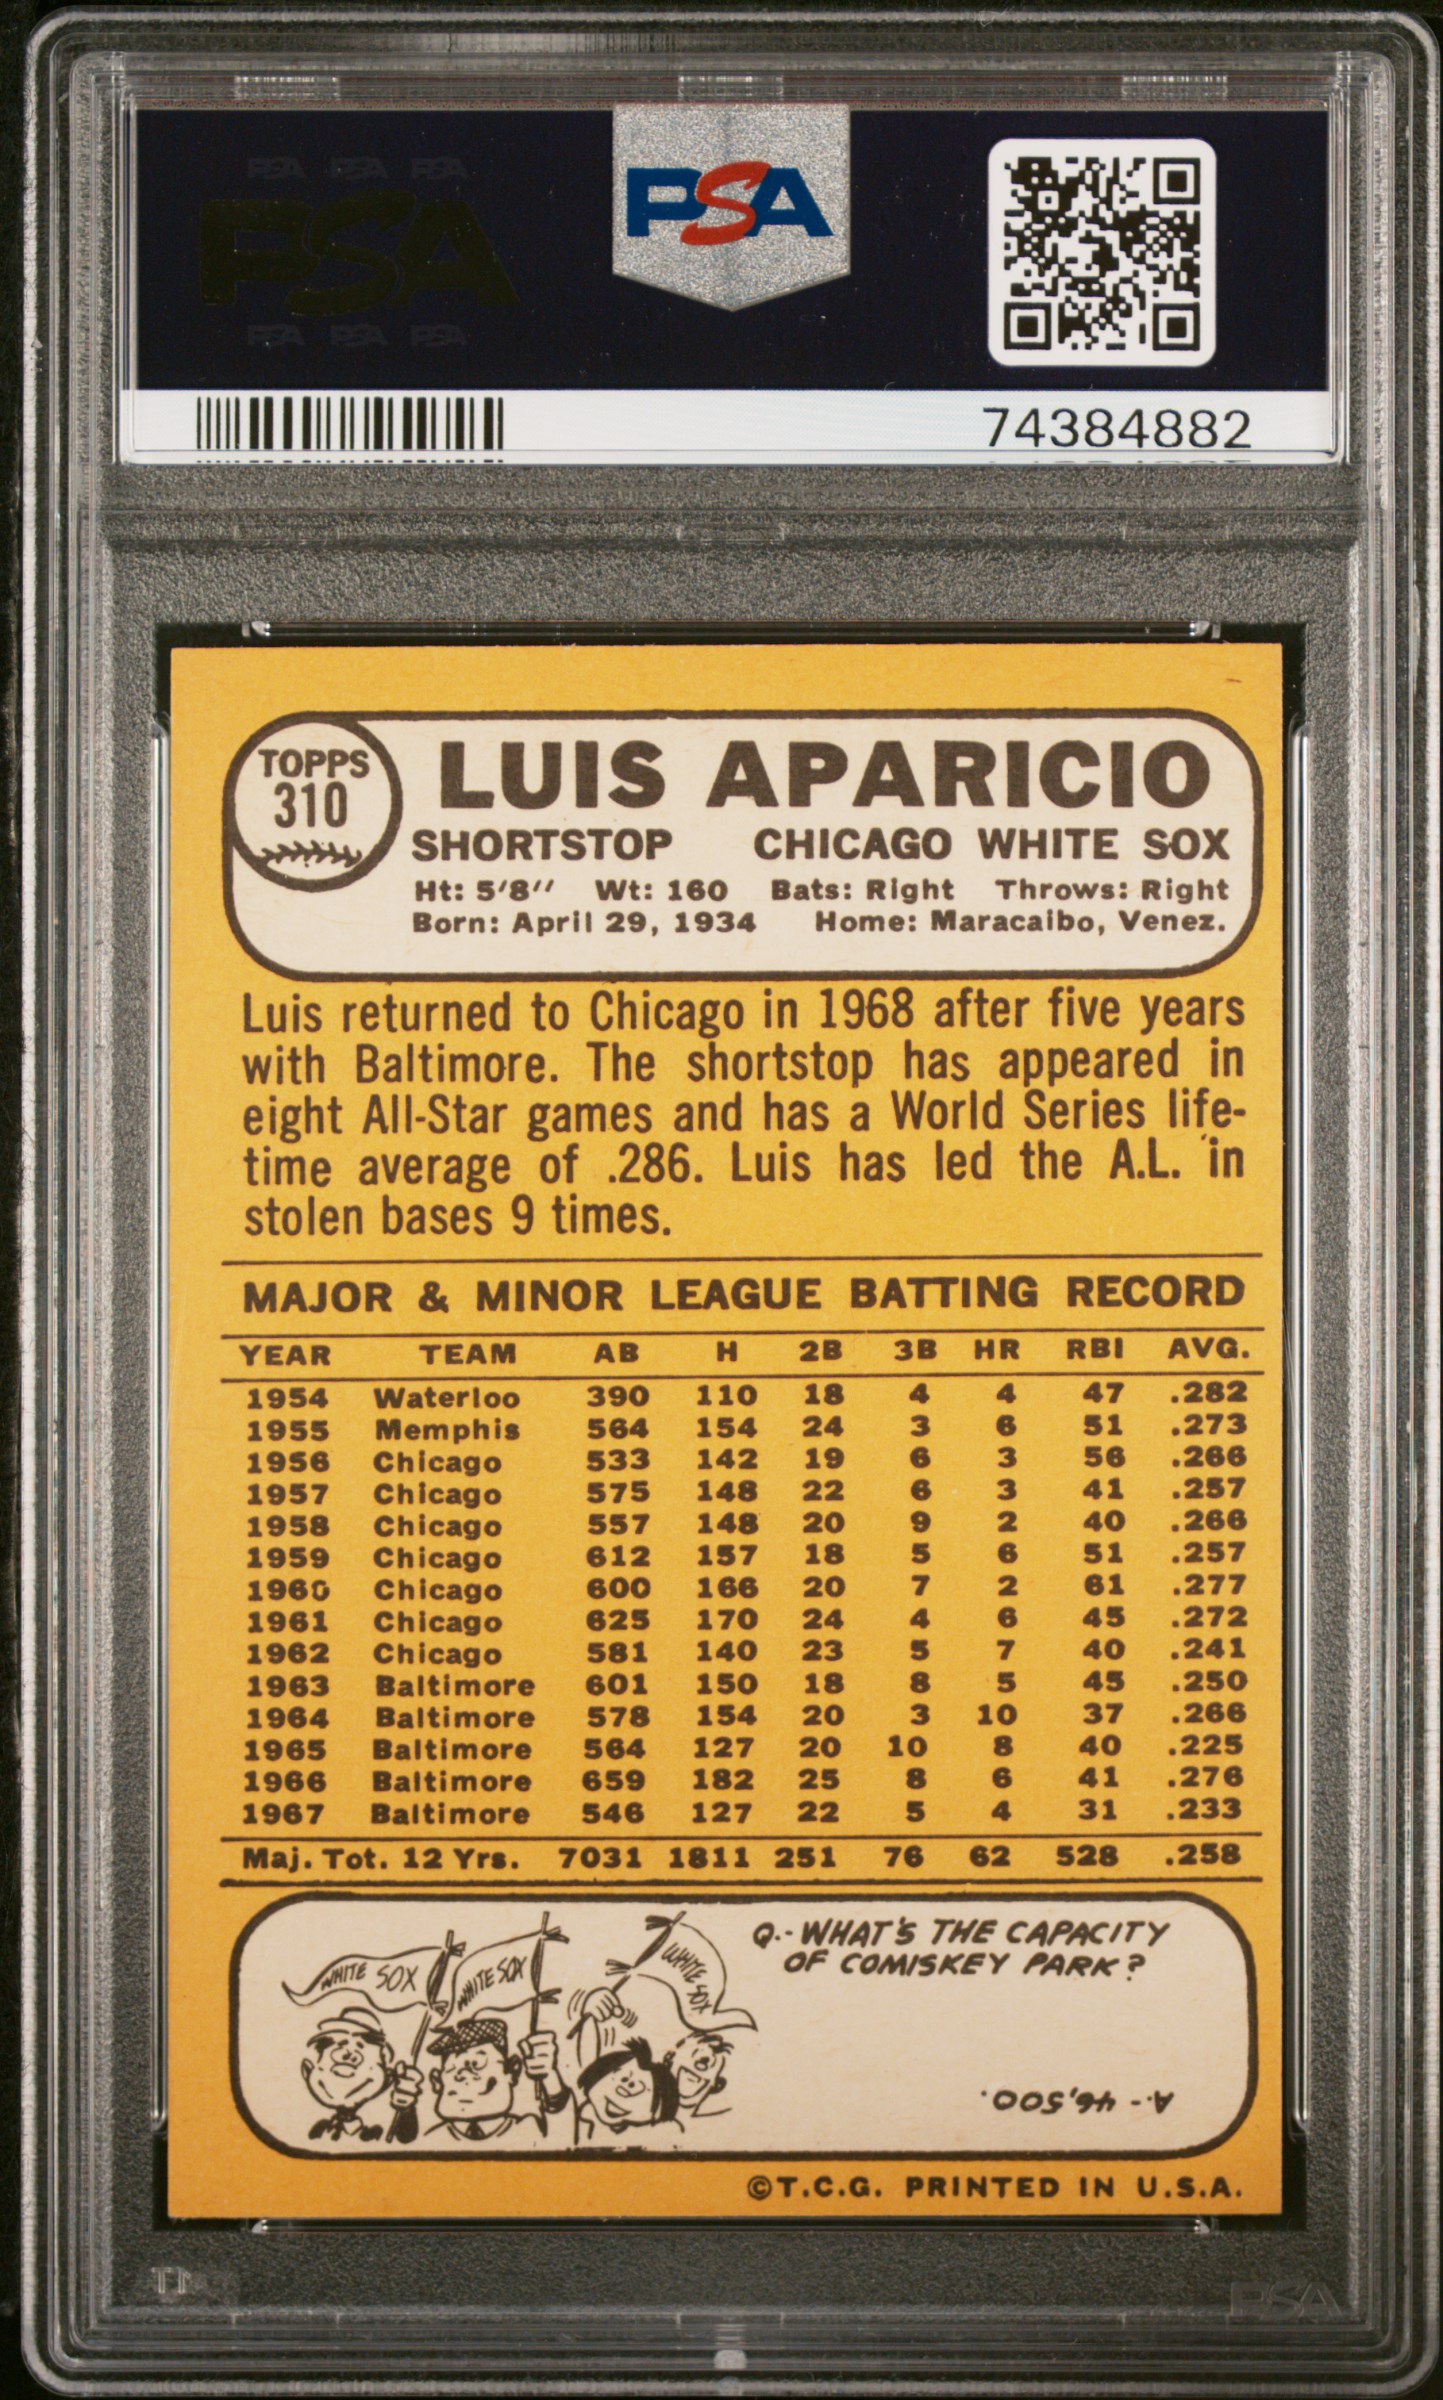 PSA PSA PSA
PSA
PSA PSA PSA
PSA
74384882
TOPPS
310
LUIS APARICIO
SHORTSTOP CHICAGO WHITE SOX
Ht: 5'8" Wt: 160 Bats: Right Throws: Right
Born: April 29, 1934 Home: Maracaibo, Venez.
Luis returned to Chicago in 1968 after five years
with Baltimore. The shortstop has appeared in
eight All-Star games and has a World Series life-
time average of .286. Luis has led the A.L. in
stolen bases 9 times.
MAJOR & MINOR LEAGUE BATTING RECORD
YEAR TEAM AB H 2B 3B HR RBI AVG.
1954 Waterloo 390 110 18 4 4 47 .282
1955 Memphis 564 154 24 3 6 51 .273
1956 Chicago 533 142 19 6 3 56 .266
1957 Chicago 575 148 22 6 3 41 .257
1958 Chicago 557 148 20 9 2 40 .266
1959 Chicago 612 157 18 5 6 51 .257
1960 Chicago 600 166 20 7 2 61 .277
1961 Chicago 625 170 24 4 6 45 .272
1962 Chicago 581 140 23 5 7 40 .241
1963 Baltimore 601 150 18 8 5 45 .250
1964 Baltimore 578 154 20 3 10 37 .266
1965 Baltimore 564 127 20 10 8 40 .225
1966 Baltimore 659 182 25 8 6 41 .276
1967 Baltimore 546 127 22 5 4 31 .233
Maj. Tot. 12 Yrs. 7031 1811 251 76 62 528 .258
WHITE SOX
WHITE SOX
WHITE SOX
Q.- WHAT'S THE CAPACITY
OF COMISKEY PARK?
A.- 46,500.
©T.C.G. PRINTED IN U.S.A.
PSA